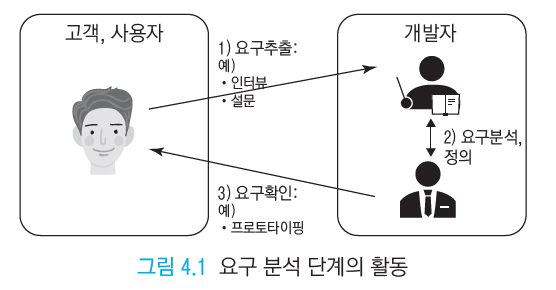 고객, 사용자
1) 요구추출:
예)
· 인터뷰
· 설문
개발자
2) 요구분석,
정의
3) 요구확인:
예)
· 프로토타이핑
그림 4.1 요구 분석 단계의 활동